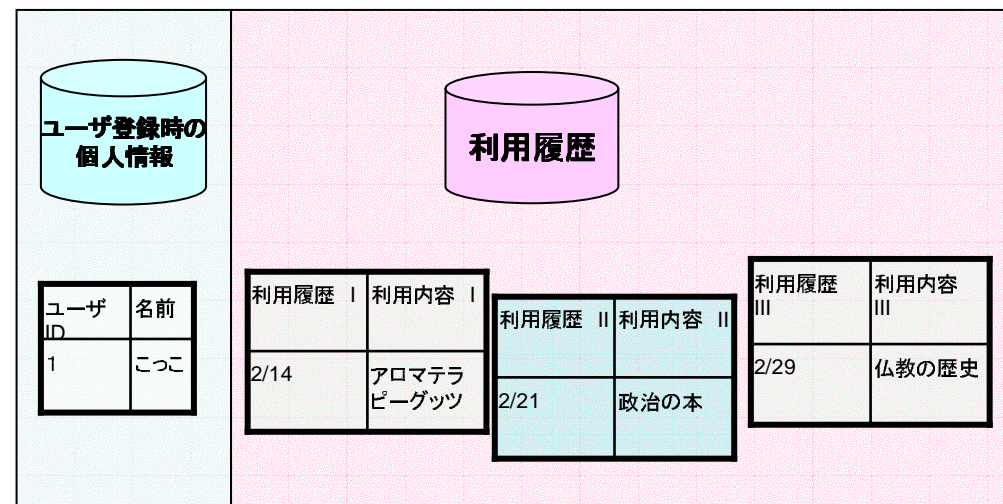 ユーザ登録時の
個人情報
利用履歴
ユーザ
ID
名前
1
こっこ
利用履歴 I
利用内容 I
2/14
アロマテラ
ピーグッツ
利用履歴 II
利用内容 II
2/21
政治の本
利用履歴
III
利用内容
III
2/29
仏教の歴史